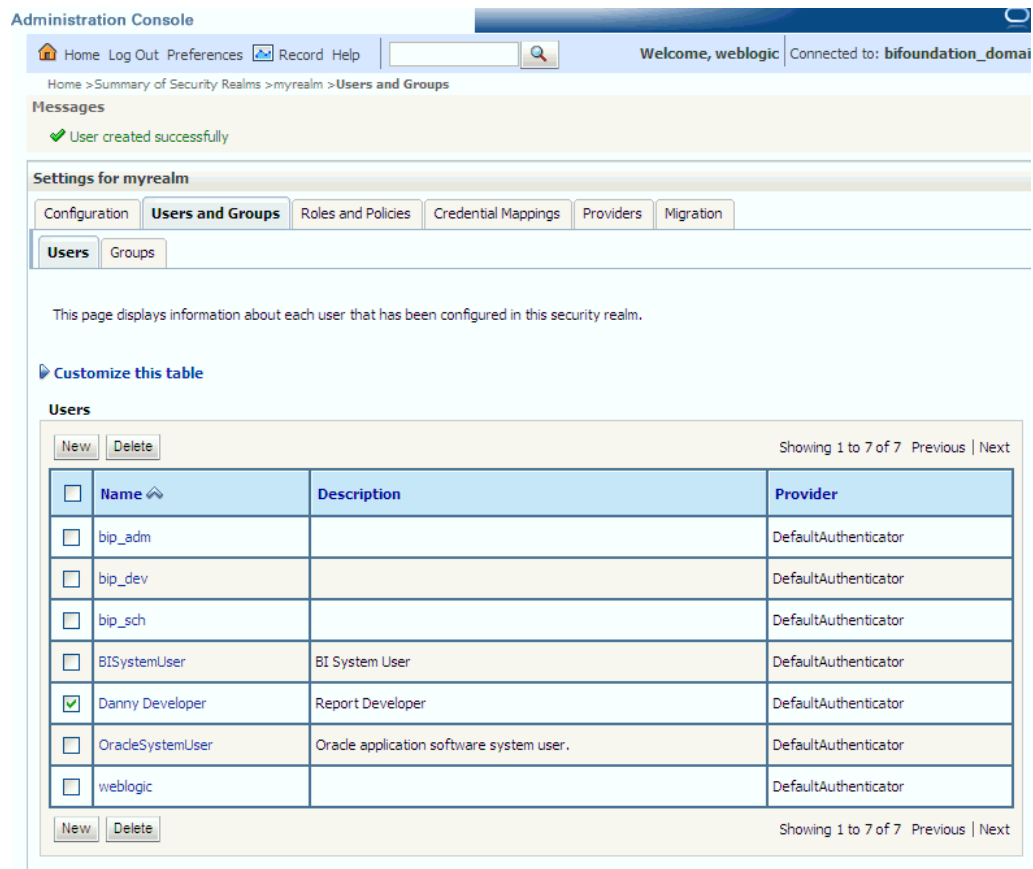 Administration Console
Home Log Out Preferences Record Help Welcome, weblogic Connected to: bifoundation_domai
Home >Summary of Security Realms >myrealm >Users and Groups
Messages
User created successfully
Settings for myrealm
Configuration Users and Groups Roles and Policies Credential Mappings Providers Migration
Users Groups
This page displays information about each user that has been configured in this security realm.
Customize this table
Users
New Delete Showing 1 to 7 of 7 Previous | Next
Name Description Provider
bip_adm DefaultAuthenticator
bip_dev DefaultAuthenticator
bip_sch DefaultAuthenticator
BISystemUser BI System User DefaultAuthenticator
Danny Developer Report Developer DefaultAuthenticator
OracleSystemUser Oracle application software system user. DefaultAuthenticator
weblogic DefaultAuthenticator
New Delete Showing 1 to 7 of 7 Previous | Next